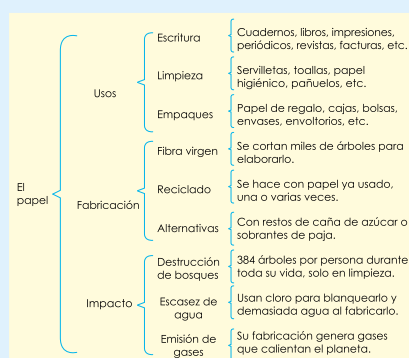 El
papel
Usos
Escritura
Cuadernos, libros, impresiones,
periódicos, revistas, facturas, etc.
Limpieza
Servilletas, toallas, papel
higiénico, pañuelos, etc.
Empaques
Papel de regalo, cajas, bolsas,
envases, envoltorios, etc.
Fabricación
Fibra virgen
Se cortan miles de árboles para
elaborarlo.
Reciclado
Se hace con papel ya usado,
una o varias veces.
Alternativas
Con restos de caña de azúcar o
sobrantes de paja.
Impacto
Destrucción
de bosques
384 árboles por persona durante
toda su vida, solo en limpieza.
Escasez de
agua
Usan cloro para blanquearlo y
demasiada agua al fabricarlo.
Emisión de
gases
Su fabricación genera gases
que calientan el planeta.